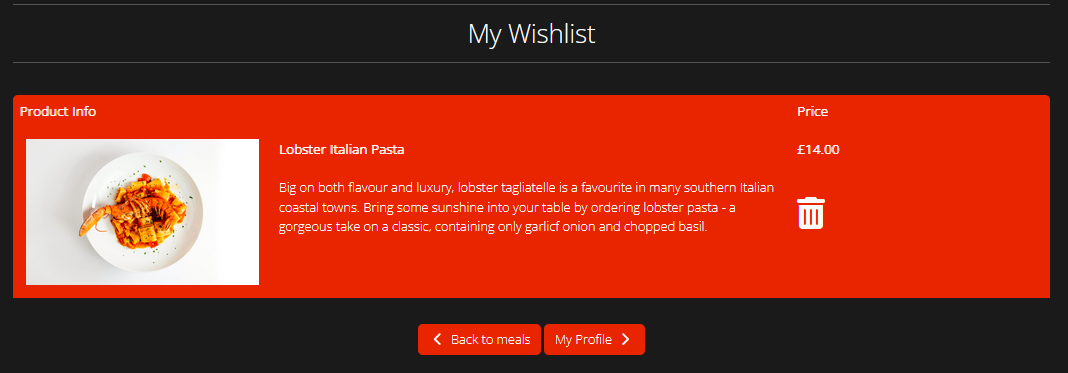 My Wishlist
Product Info
Price
Lobster Italian Pasta
£14.00
Big on both flavour and luxury, lobster tagliatelle is a favourite in many southern Italian
coastal towns. Bring some sunshine into your table by ordering lobster pasta - a
gorgeous take on a classic, containing only garlicf onion and chopped basil.
Back to meals
My Profile